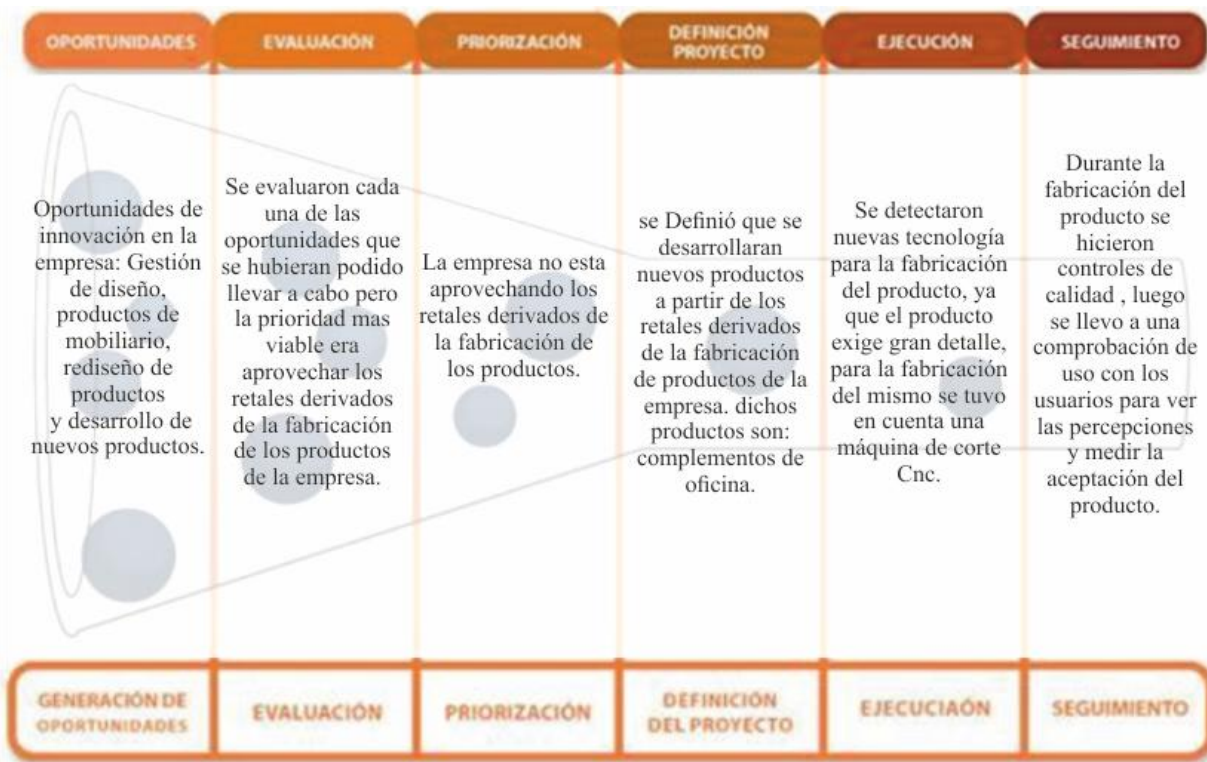 OPORTUNIDADES
EVALUACIÓN
PRIORIZACIÓN
DEFINICIÓN
PROYECTO
EJECUCIÓN
SEGUIMIENTO
Oportunidades de
innovación en la
empresa: Gestión
de diseño,
productos de
mobiliario,
rediseño de
productos
y desarrollo de
nuevos productos.
Se evaluaron cada
una de las
oportunidades que
se hubieran podido
llevar a cabo pero
la prioridad mas
viable era
aprovechar los
retales derivados
de la fabricación
de los productos
de la empresa.
La empresa no esta
aprovechando los
retales derivados de
la fabricación de
los productos.
se Definió que se
desarrollaran
nuevos productos
a partir de los
retales derivados
de la fabricación
de productos de la
empresa. dichos
productos son:
complementos de
oficina.
Se detectaron
nuevas tecnología
para la fabricación
del producto, ya
que el producto
exige gran detalle,
para la fabricación
del mismo se tuvo
en cuenta una
máquina de corte
Cnc.
Durante la
fabricación del
producto se
hicieron
controles de
calidad , luego
se llevo a una
comprobación de
uso con los
usuarios para ver
las percepciones
y medir la
aceptación del
producto.
GENERACIÓN DE
OPORTUNIDADES
EVALUACIÓN
PRIORIZACIÓN
DEFINICIÓN
DEL PROYECTO
EJECUCIAÓN
SEGUIMIENTO